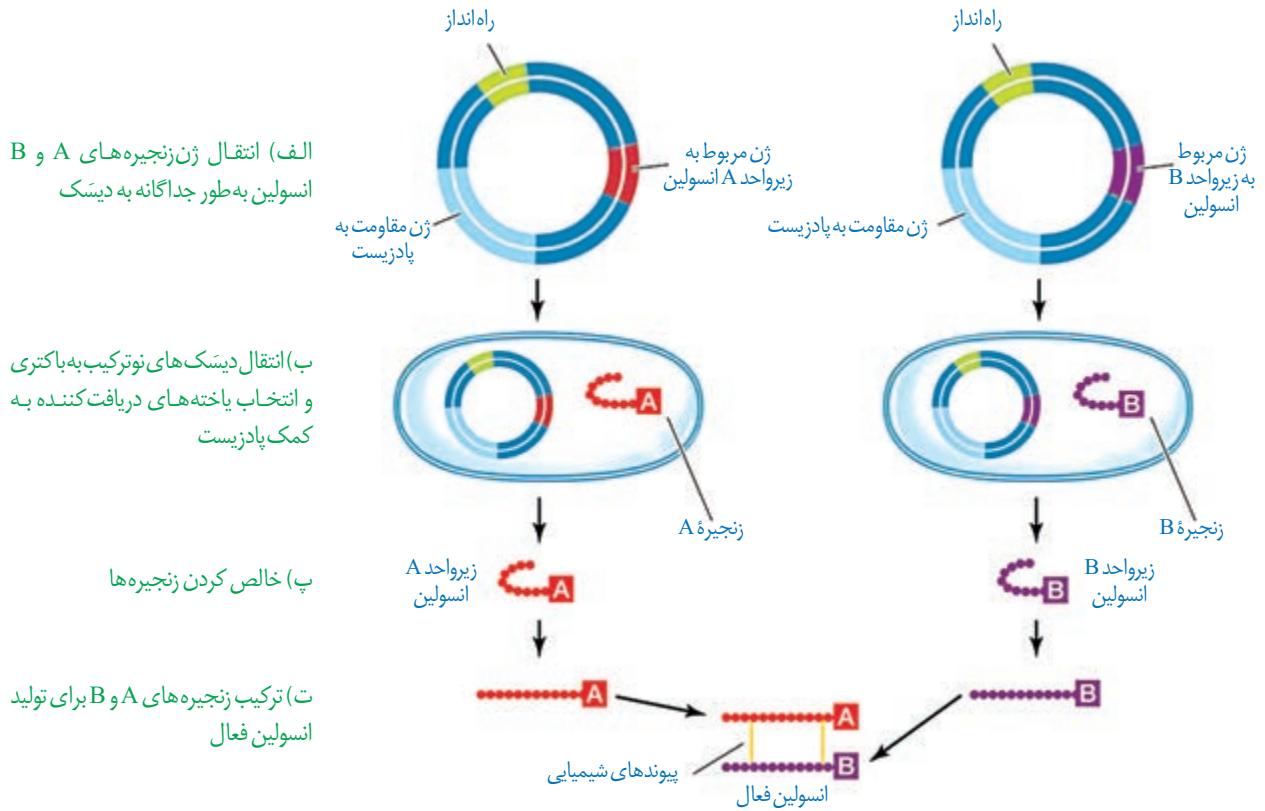 راه‌انداز
راه‌انداز
الف) انتقال ژن زنجیره‌های A و B
انسولین به‌طور جداگانه به دیسَک
ژن مربوط به
زیرواحد A انسولین
ژن مقاومت به
پادزیست
ژن مربوط
به زیرواحد B
انسولین
ژن مقاومت به پادزیست
ب) انتقال دیسَک‌های نوترکیب به باکتری
و انتخاب یاخته‌های دریافت‌کننده به
کمک پادزیست
A
B
زنجیرهٔ A
زنجیرهٔ B
پ) خالص کردن زنجیره‌ها
زیرواحد A
انسولین
A
زیرواحد B
انسولین
B
ت) ترکیب زنجیره‌های A و B برای تولید
انسولین فعال
A
B
A
B
پیوندهای شیمیایی
انسولین فعال